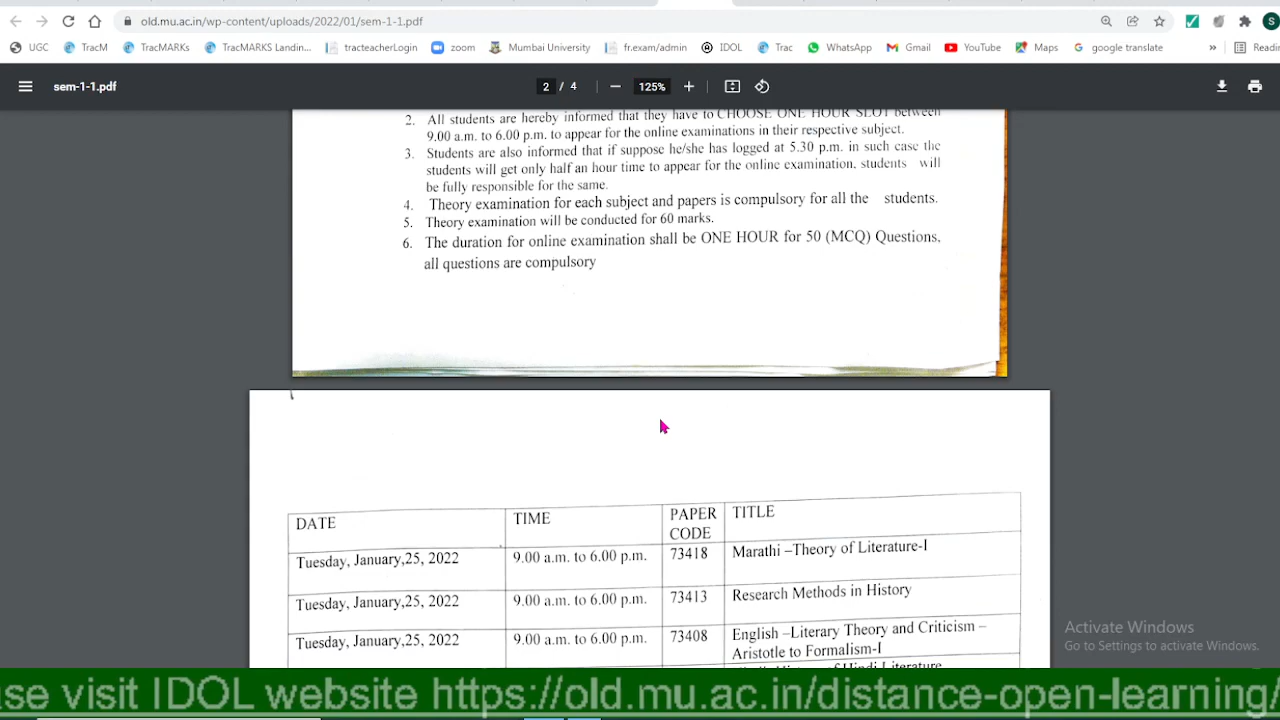 old.mu.ac.in/wp-content/uploads/2022/01/sem-1-1.pdf
UGC TracM TracMARKs TracMARKS Landin... tracteacherLogin zoom Mumbai University fr.exam/admin IDOL Trac WhatsApp Gmail YouTube Maps google translate » Readin
sem-1-1.pdf 2 / 4 125%
2. All students are hereby informed that they have to CHOOSE ONE HOUR SLOT between
9.00 a.m. to 6.00 p.m. to appear for the online examinations in their respective subject.
3. Students are also informed that if suppose he/she has logged at 5.30 p.m. in such case the
students will get only half an hour time to appear for the online examination, students will
be fully responsible for the same.
4. Theory examination for each subject and papers is compulsory for all the students.
5. Theory examination will be conducted for 60 marks.
6. The duration for online examination shall be ONE HOUR for 50 (MCQ) Questions,
all questions are compulsory
DATE TIME PAPER CODE TITLE
Tuesday, January,25, 2022 9.00 a.m. to 6.00 p.m. 73418 Marathi –Theory of Literature-I
Tuesday, January,25, 2022 9.00 a.m. to 6.00 p.m. 73413 Research Methods in History
Tuesday, January,25, 2022 9.00 a.m. to 6.00 p.m. 73408 English –Literary Theory and Criticism –
Aristotle to Formalism-I
of Hindi Literature
Activate Windows
Go to Settings to activate Windows.
ase visit IDOL website https://old.mu.ac.in/distance-open-learning/